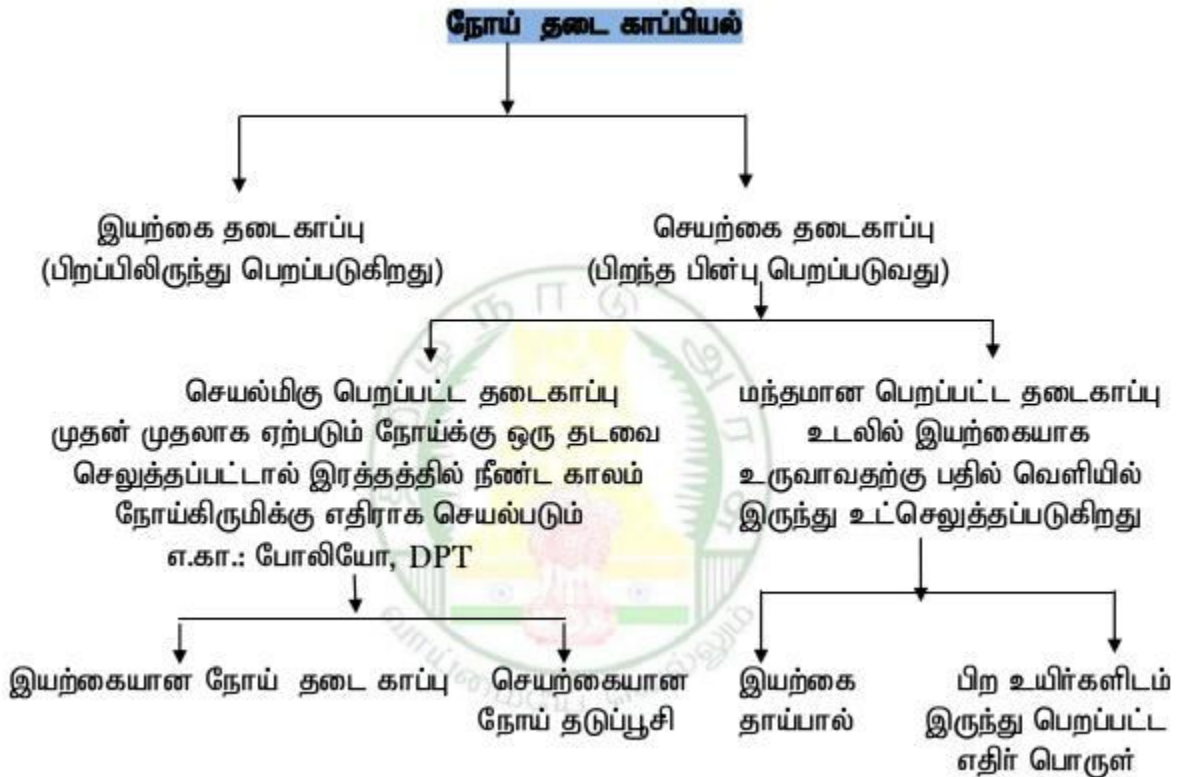 நோய் தடை காப்பியல்
இயற்கை தடைகாப்பு
(பிறப்பிலிருந்து பெறப்படுகிறது)
செயற்கை தடைகாப்பு
(பிறந்த பின்பு பெறப்படுவது)
செயல்மிகு பெறப்பட்ட தடைகாப்பு
முதன் முதலாக ஏற்படும் நோய்க்கு ஒரு தடவை
செலுத்தப்பட்டால் இரத்தத்தில் நீண்ட காலம்
நோய்கிருமிக்கு எதிராக செயல்படும்
எ.கா.: போலியோ, DPT
மந்தமான பெறப்பட்ட தடைகாப்பு
உடலில் இயற்கையாக
உருவாவதற்கு பதில் வெளியில்
இருந்து உட்செலுத்தப்படுகிறது
இயற்கையான நோய் தடை காப்பு
செயற்கையான
நோய் தடுப்பூசி
இயற்கை
தாய்பால்
பிற உயிர்களிடம்
இருந்து பெறப்பட்ட
எதிர் பொருள்
தமிழ் நாடு அரசு
வாய்மையே வெல்லும்